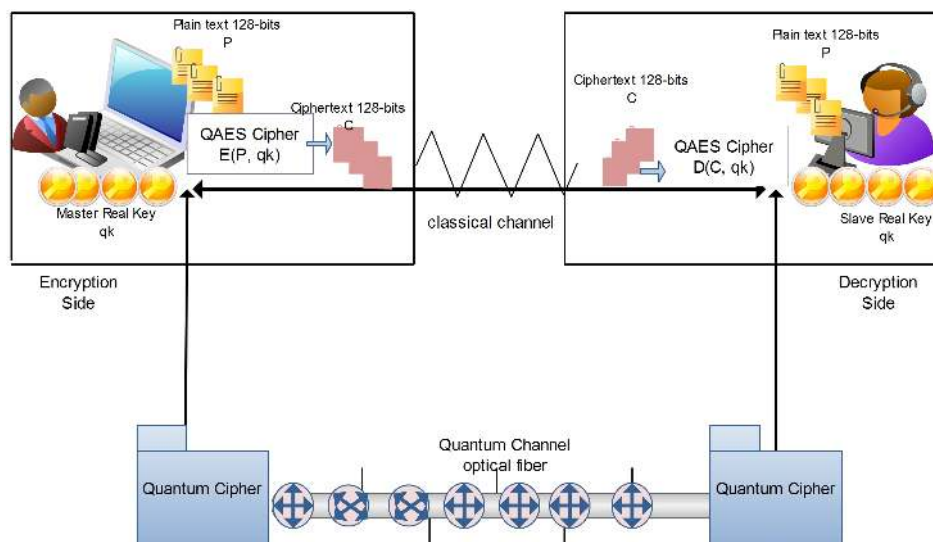 Plain text 128-bits
P
Ciphertext 128-bits
C
QAES Cipher
E(P, qk)
Master Real Key
qk
Encryption
Side
classical channel
Plain text 128-bits
P
Ciphertext 128-bits
C
QAES Cipher
D(C, qk)
Slave Real Key
qk
Decryption
Side
Quantum Cipher
Quantum Channel
optical fiber
Quantum Cipher